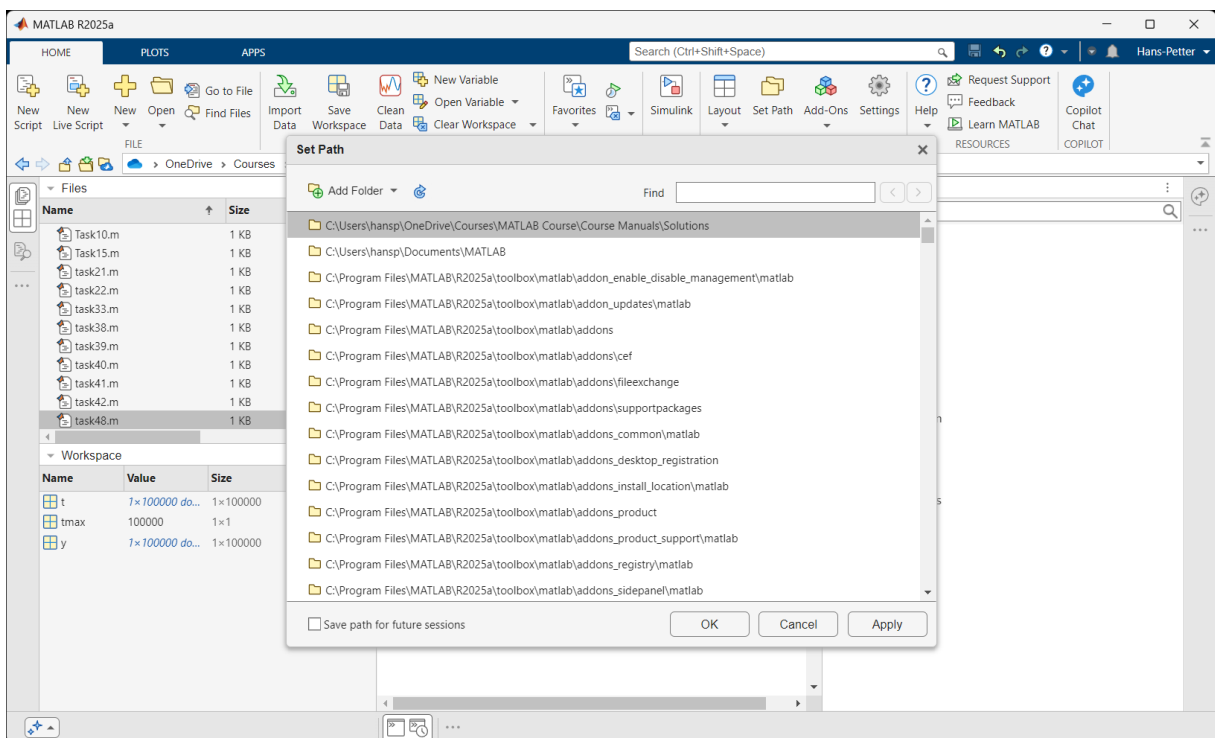 MATLAB R2025a
HOME PLOTS APPS
Search (Ctrl+Shift+Space)
Hans-Petter
New Script
New Live Script
New
Open
Go to File
Find Files
Import Data
Save Workspace
Clean Data
New Variable
Open Variable
Clear Workspace
Favorites
Simulink
Layout
Set Path
Add-Ons
Settings
Help
Request Support
Feedback
Learn MATLAB
Copilot Chat
FILE
RESOURCES
COPILOT
OneDrive › Courses
Files
Name Size
Task10.m 1 KB
Task15.m 1 KB
task21.m 1 KB
task22.m 1 KB
task33.m 1 KB
task38.m 1 KB
task39.m 1 KB
task40.m 1 KB
task41.m 1 KB
task42.m 1 KB
task48.m 1 KB
Workspace
Name Value Size
t 1×100000 do... 1×100000
tmax 100000 1×1
y 1×100000 do... 1×100000
Set Path
Add Folder
Find
C:\Users\hansp\OneDrive\Courses\MATLAB Course\Course Manuals\Solutions
C:\Users\hansp\Documents\MATLAB
C:\Program Files\MATLAB\R2025a\toolbox\matlab\addon_enable_disable_management\matlab
C:\Program Files\MATLAB\R2025a\toolbox\matlab\addon_updates\matlab
C:\Program Files\MATLAB\R2025a\toolbox\matlab\addons
C:\Program Files\MATLAB\R2025a\toolbox\matlab\addons\cef
C:\Program Files\MATLAB\R2025a\toolbox\matlab\addons\fileexchange
C:\Program Files\MATLAB\R2025a\toolbox\matlab\addons\supportpackages
C:\Program Files\MATLAB\R2025a\toolbox\matlab\addons_common\matlab
C:\Program Files\MATLAB\R2025a\toolbox\matlab\addons_desktop_registration
C:\Program Files\MATLAB\R2025a\toolbox\matlab\addons_install_location\matlab
C:\Program Files\MATLAB\R2025a\toolbox\matlab\addons_product
C:\Program Files\MATLAB\R2025a\toolbox\matlab\addons_product_support\matlab
C:\Program Files\MATLAB\R2025a\toolbox\matlab\addons_registry\matlab
C:\Program Files\MATLAB\R2025a\toolbox\matlab\addons_sidepanel\matlab
Save path for future sessions
OK Cancel Apply